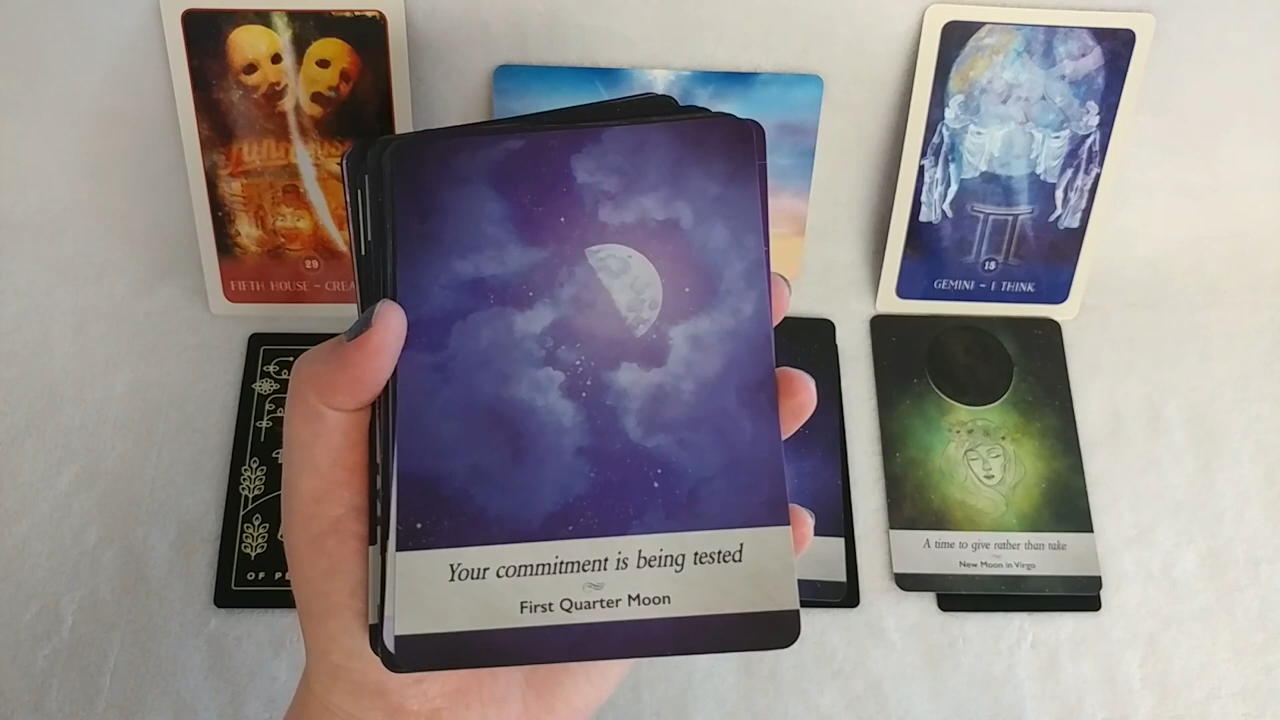 29
FIFTH HOUSE ~ CREA
15
GEMINI ~ I THINK
Your commitment is being tested
First Quarter Moon
A time to give rather than take
New Moon in Virgo
OF PE